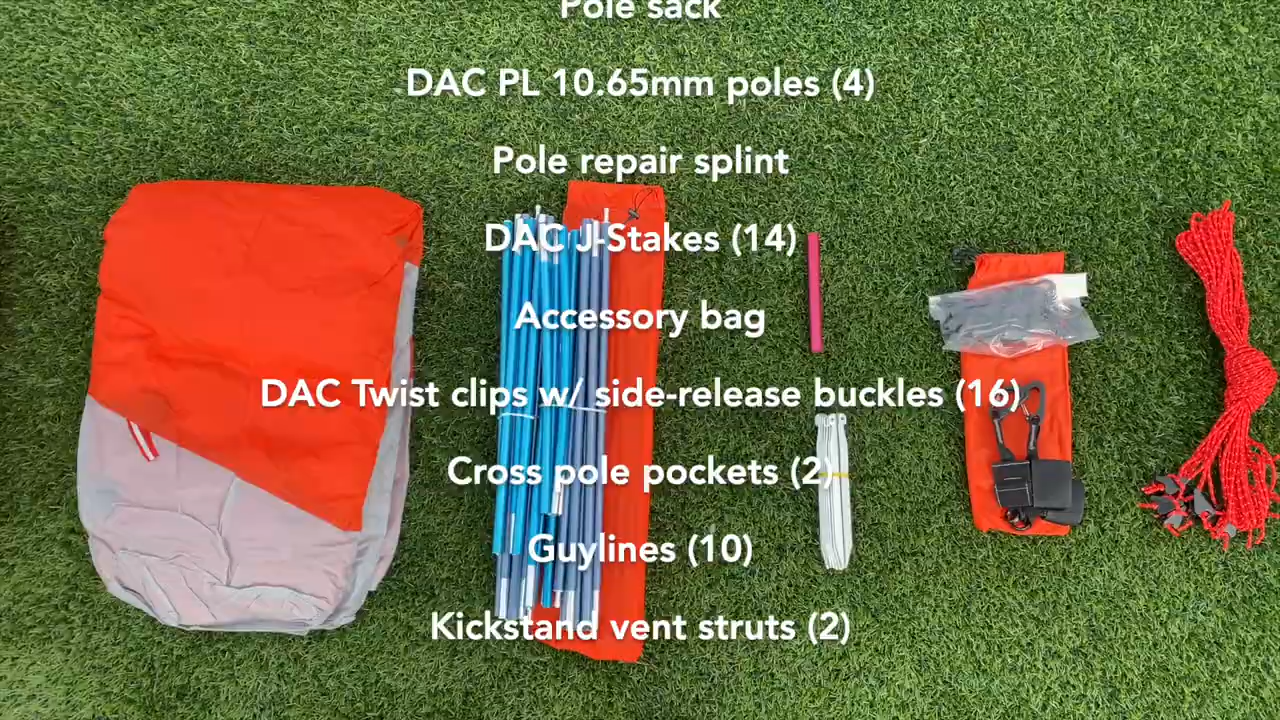 Pole sack
DAC PL 10.65mm poles (4)
Pole repair splint
DAC J-Stakes (14)
Accessory bag
DAC Twist clips w/ side-release buckles (16)
Cross pole pockets (2)
Guylines (10)
Kickstand vent struts (2)